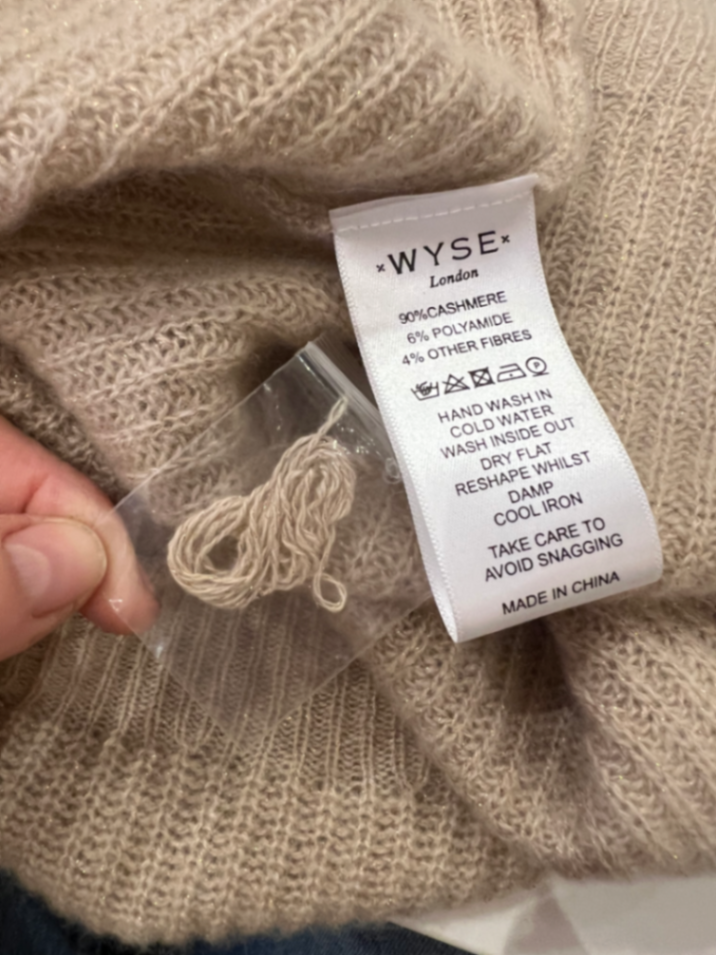 WYSE
London
90%CASHMERE
6% POLYAMIDE
4% OTHER FIBRES
P
HAND WASH IN
COLD WATER
WASH INSIDE OUT
DRY FLAT
RESHAPE WHILST
DAMP
COOL IRON
TAKE CARE TO
AVOID SNAGGING
MADE IN CHINA